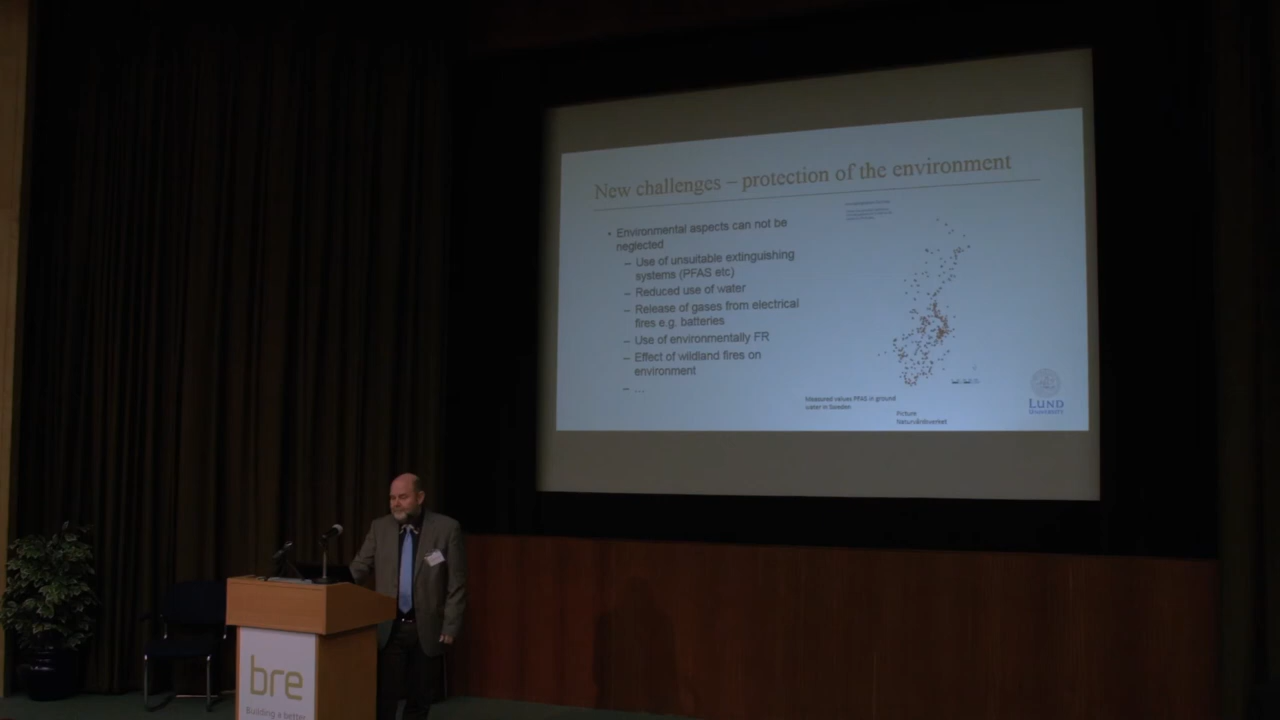 New challenges – protection of the environment
• Environmental aspects can not be
neglected
– Use of unsuitable extinguishing
systems (PFAS etc)
– Reduced use of water
– Release of gases from electrical
fires e.g. batteries
– Use of environmentally FR
– Effect of wildland fires on
environment
– ...
Measured values PFAS in ground
water in Sweden
Picture
Naturvårdsverket
LUND
UNIVERSITY
bre
Building a better